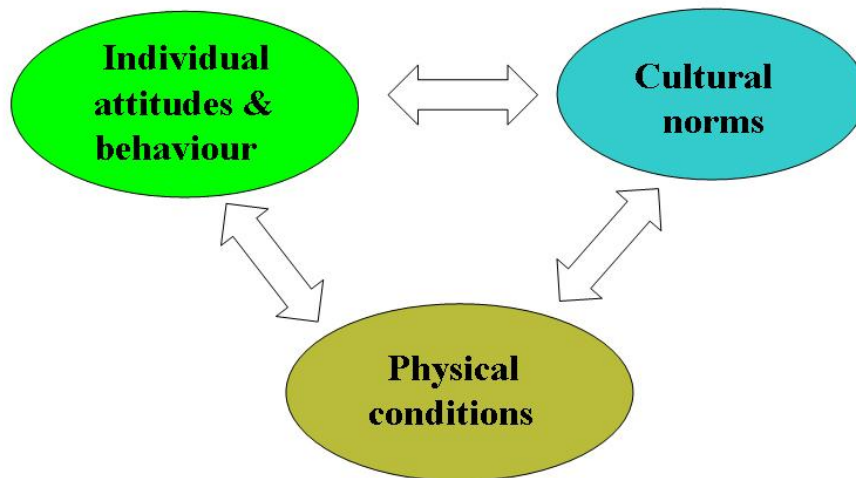 Individual
attitudes &
behaviour
Cultural
norms
Physical
conditions